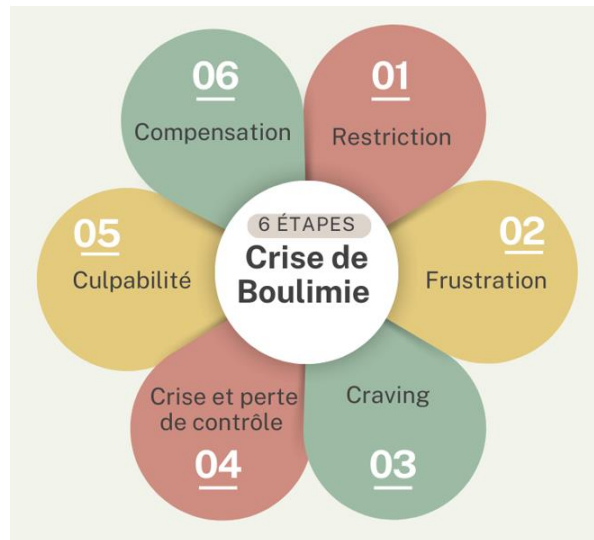 6 ÉTAPES
Crise de
Boulimie
01
Restriction
02
Frustration
Craving
03
Crise et perte
de contrôle
04
05
Culpabilité
06
Compensation